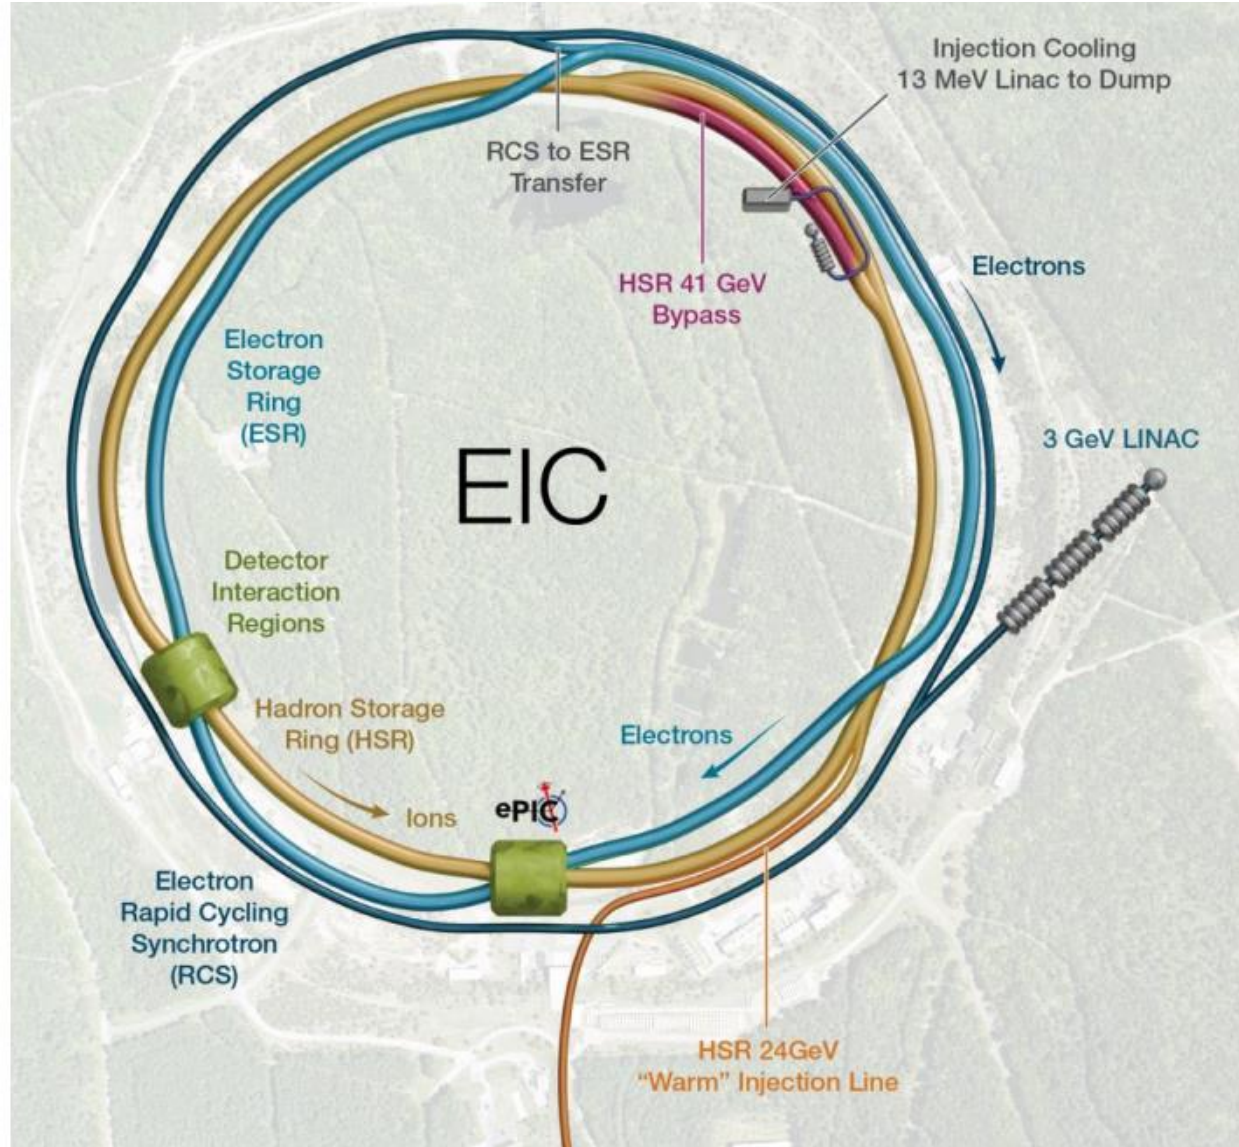 Injection Cooling
13 MeV Linac to Dump
RCS to ESR
Transfer
HSR 41 GeV
Bypass
Electrons
Electron
Storage
Ring
(ESR)
3 GeV LINAC
EIC
Detector
Interaction
Regions
Hadron Storage
Ring (HSR)
Electrons
Ions
ePIC
Electron
Rapid Cycling
Synchrotron
(RCS)
HSR 24GeV
“Warm” Injection Line